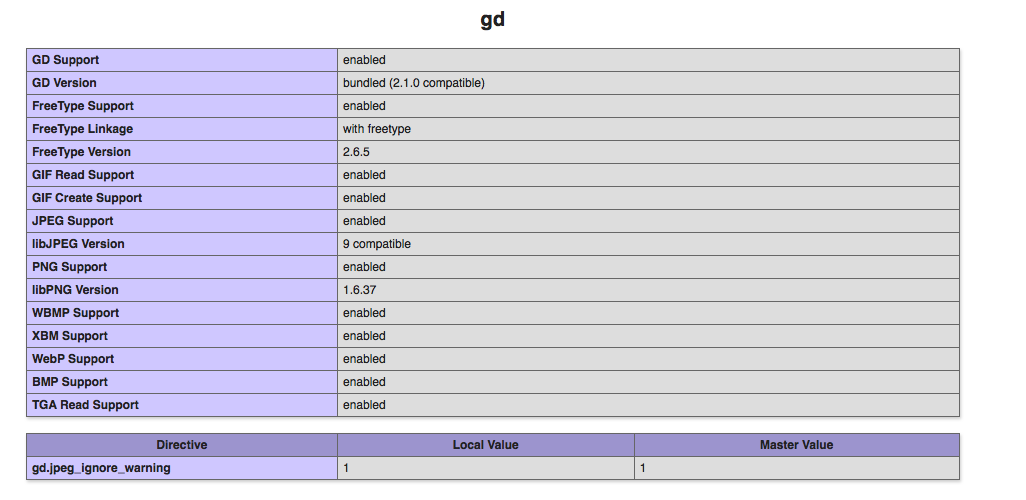 gd
GD Support enabled
GD Version bundled (2.1.0 compatible)
FreeType Support enabled
FreeType Linkage with freetype
FreeType Version 2.6.5
GIF Read Support enabled
GIF Create Support enabled
JPEG Support enabled
libJPEG Version 9 compatible
PNG Support enabled
libPNG Version 1.6.37
WBMP Support enabled
XBM Support enabled
WebP Support enabled
BMP Support enabled
TGA Read Support enabled
Directive Local Value Master Value
gd.jpeg_ignore_warning 1 1